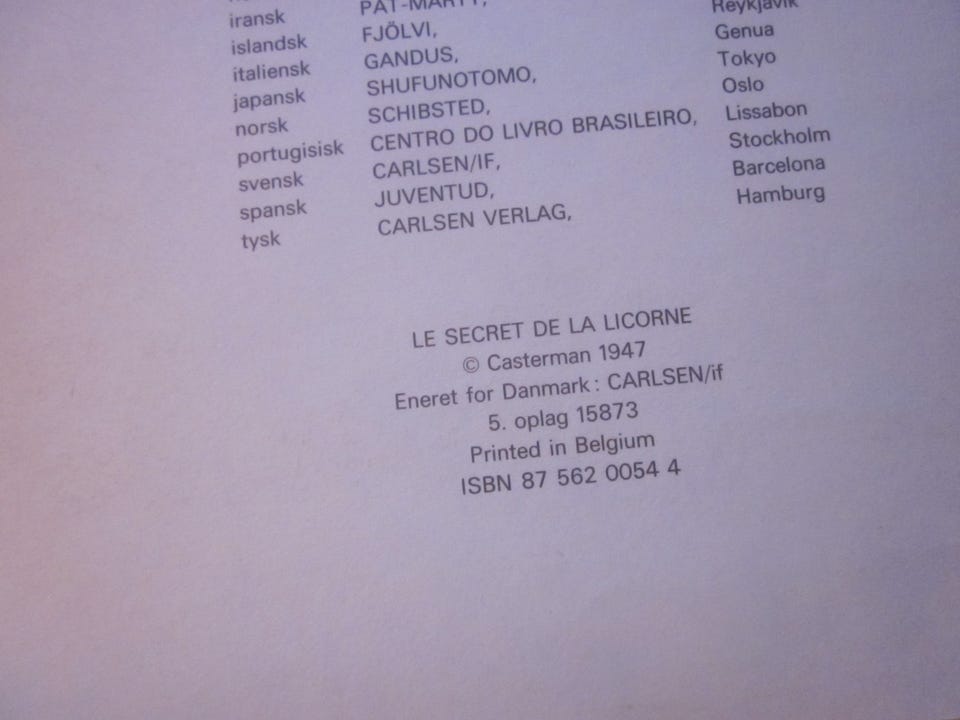 iransk
islandsk FJÖLVI, Reykjavik
italiensk GANDUS, Genua
japansk SHUFUNOTOMO, Tokyo
norsk SCHIBSTED, Oslo
portugisisk CENTRO DO LIVRO BRASILEIRO, Lissabon
svensk CARLSEN/IF, Stockholm
spansk JUVENTUD, Barcelona
tysk CARLSEN VERLAG, Hamburg
LE SECRET DE LA LICORNE
© Casterman 1947
Eneret for Danmark : CARLSEN/if
5. oplag 15873
Printed in Belgium
ISBN 87 562 0054 4